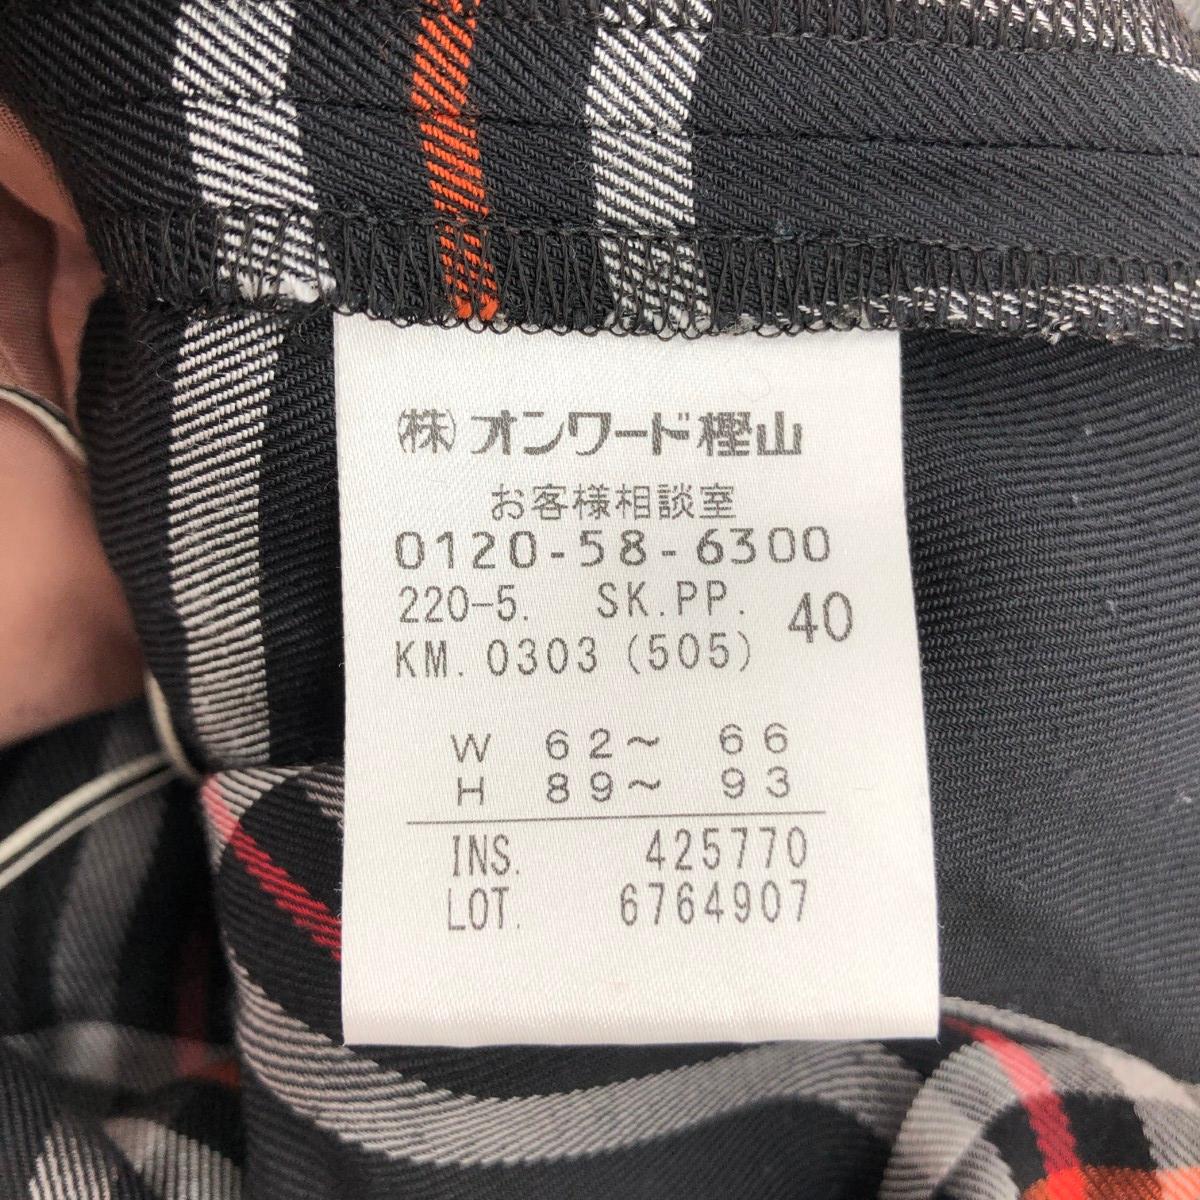 (株)オンワード樫山
お客様相談室
0120-58-6300
220-5. SK.PP. 40
KM. 0303 (505)
W 62~ 66
H 89~ 93
INS. 425770
LOT. 6764907